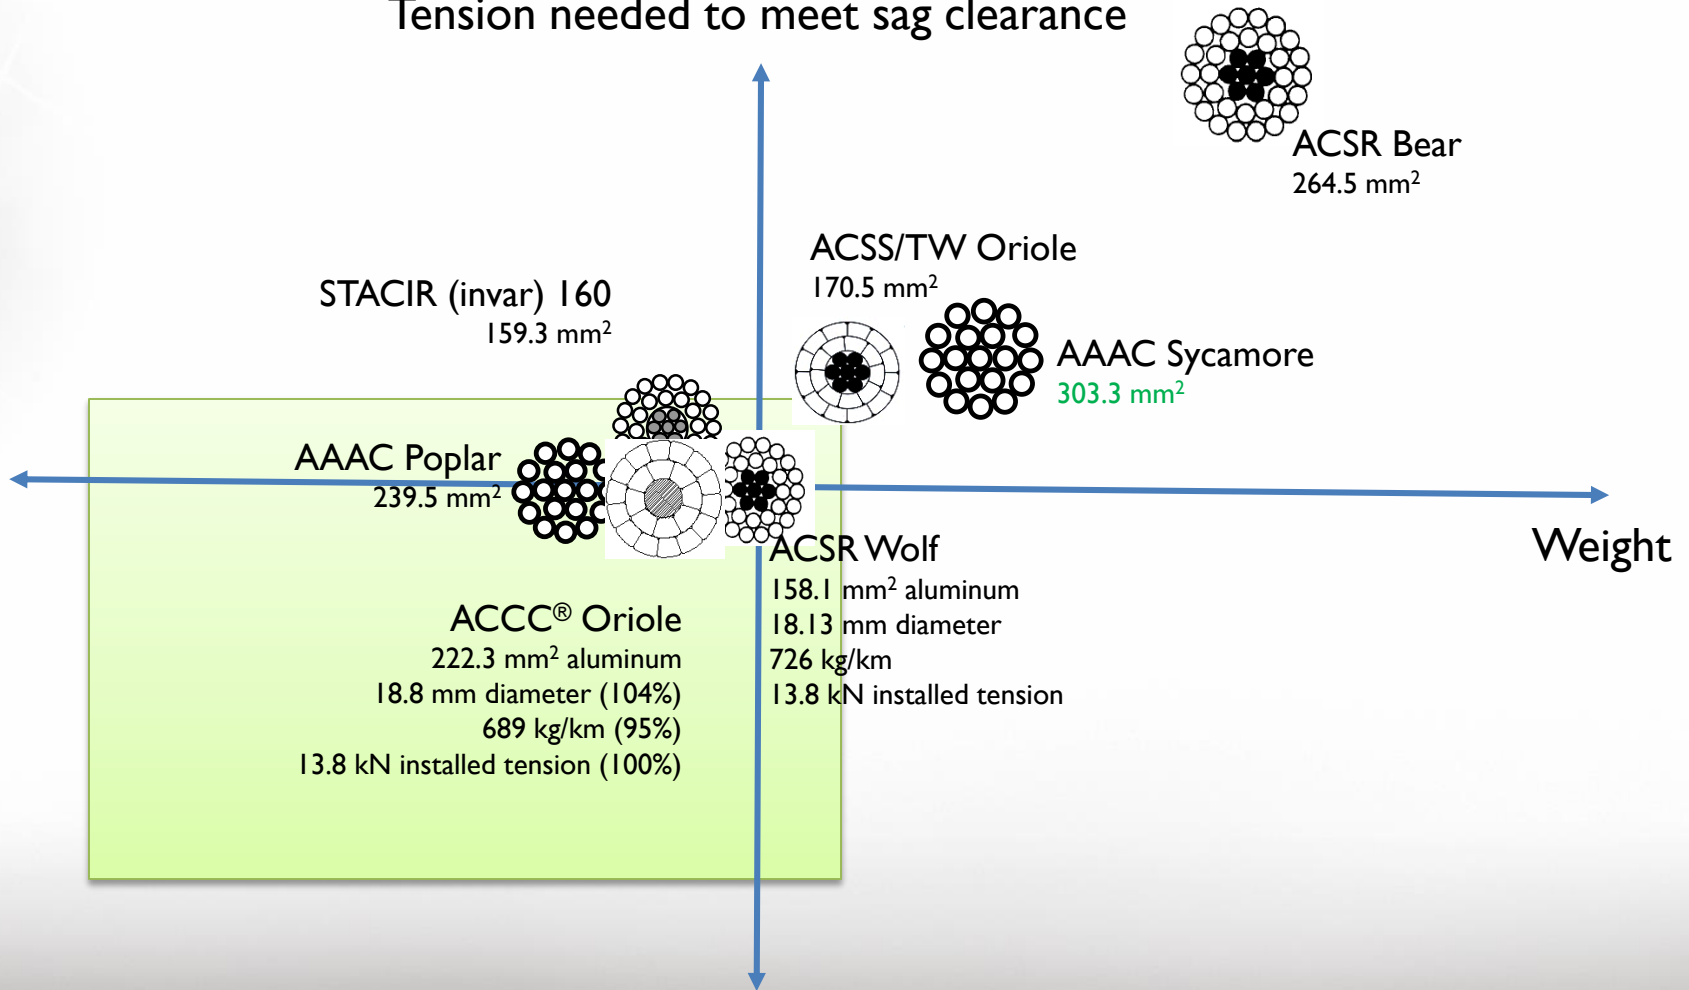 Tension needed to meet sag clearance
ACSR Bear
264.5 mm²
ACSS/TW Oriole
170.5 mm²
STACIR (invar) 160
159.3 mm²
AAAC Sycamore
303.3 mm²
AAAC Poplar
239.5 mm²
Weight
ACSR Wolf
158.1 mm² aluminum
18.13 mm diameter
726 kg/km
13.8 kN installed tension
ACCC® Oriole
222.3 mm² aluminum
18.8 mm diameter (104%)
689 kg/km (95%)
13.8 kN installed tension (100%)